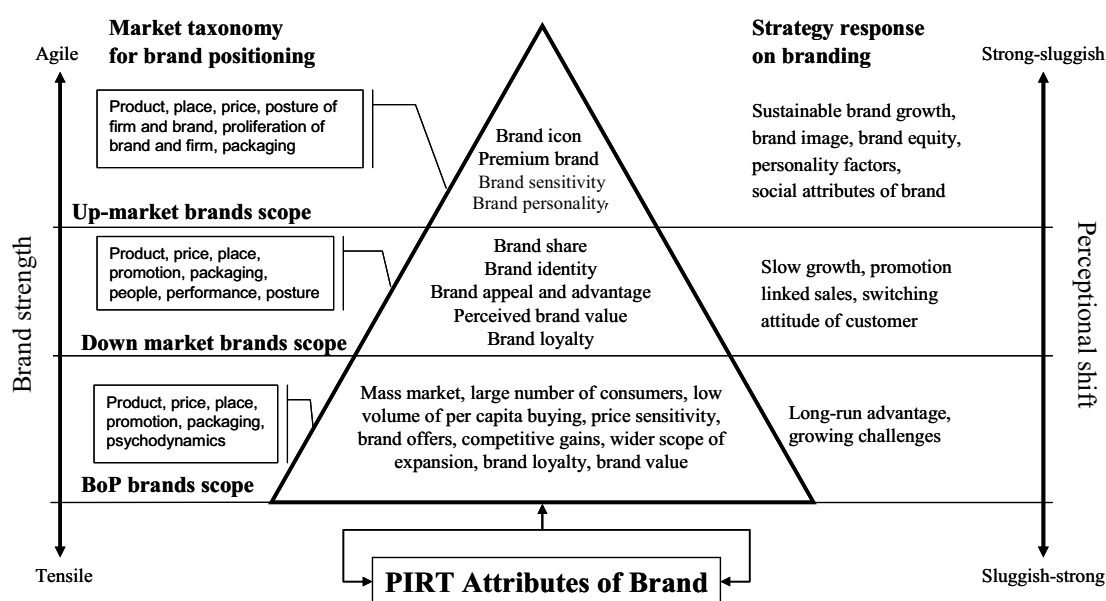 Market taxonomy
for brand positioning
Strategy response
on branding
Agile
Strong-sluggish
Product, place, price, posture of
firm and brand, proliferation of
brand and firm, packaging
Brand icon
Premium brand
Brand sensitivity
Brand personality,
Sustainable brand growth,
brand image, brand equity,
personality factors,
social attributes of brand
Up-market brands scope
Product, price, place,
promotion, packaging,
people, performance, posture
Brand share
Brand identity
Brand appeal and advantage
Perceived brand value
Brand loyalty
Slow growth, promotion
linked sales, switching
attitude of customer
Down market brands scope
Brand strength
Perceptional shift
Product, price, place,
promotion, packaging,
psychodynamics
Mass market, large number of consumers, low
volume of per capita buying, price sensitivity,
brand offers, competitive gains, wider scope of
expansion, brand loyalty, brand value
Long-run advantage,
growing challenges
BoP brands scope
Tensile
PIRT Attributes of Brand
Sluggish-strong